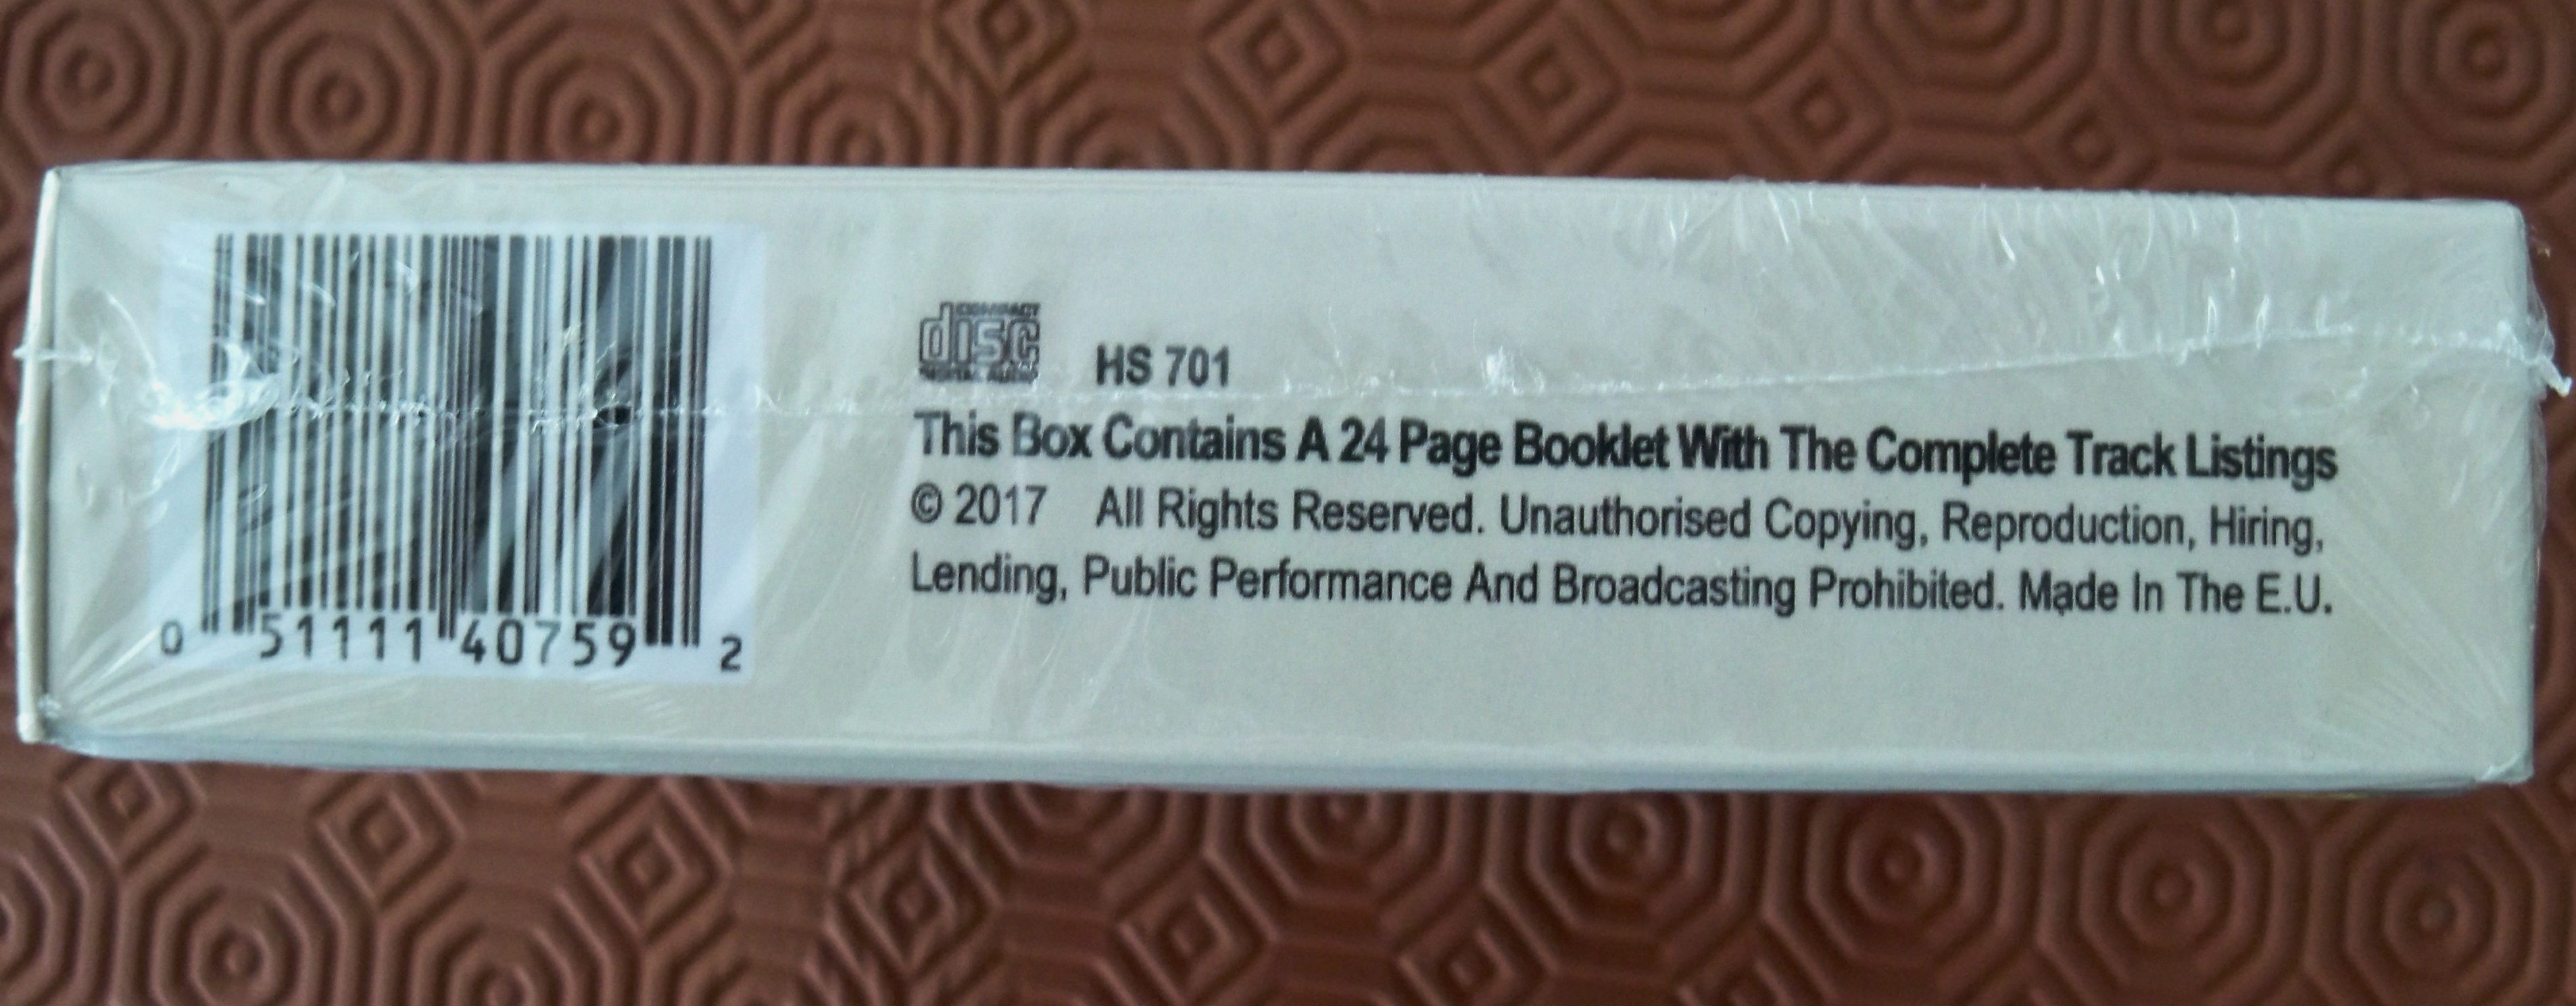 COMPACT
disc
DIGITAL AUDIO
HS 701
This Box Contains A 24 Page Booklet With The Complete Track Listings
© 2017 All Rights Reserved. Unauthorised Copying, Reproduction, Hiring,
Lending, Public Performance And Broadcasting Prohibited. Made In The E.U.
0 51111 40759 2